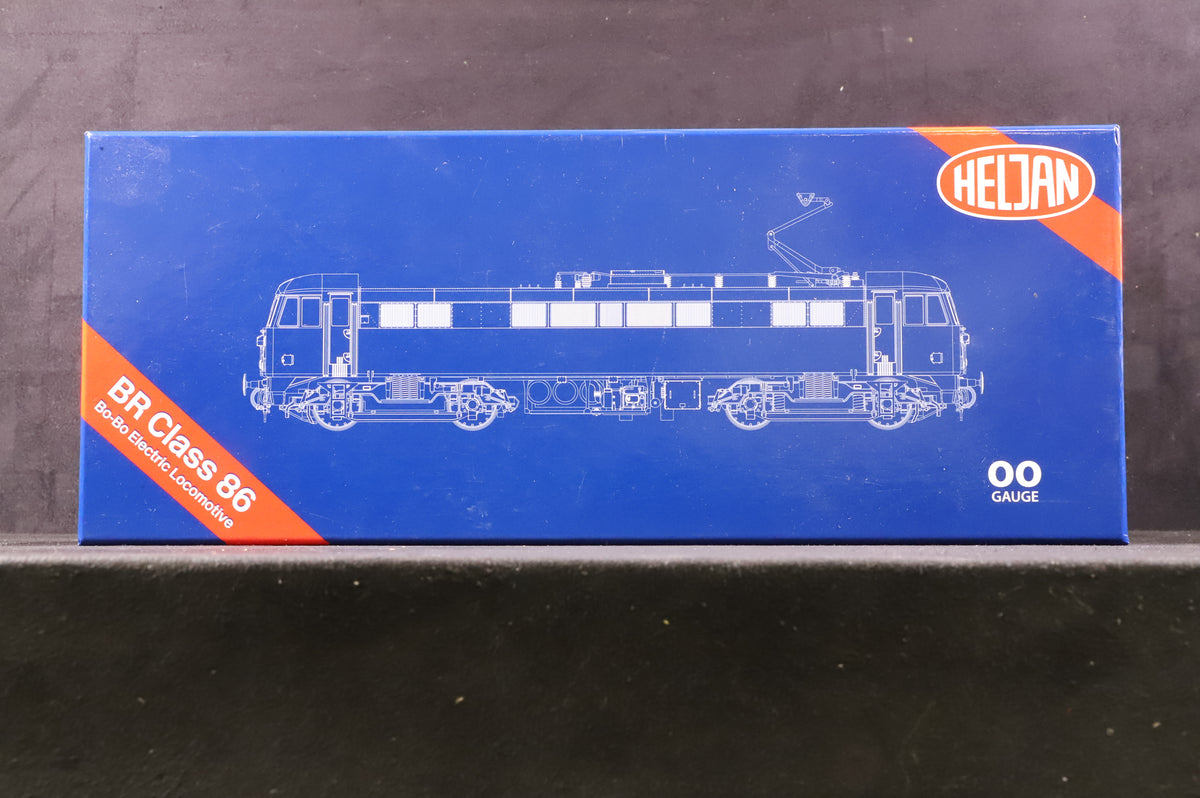 HELJAN
BR Class 86
Bo-Bo Electric Locomotive
OO
GAUGE